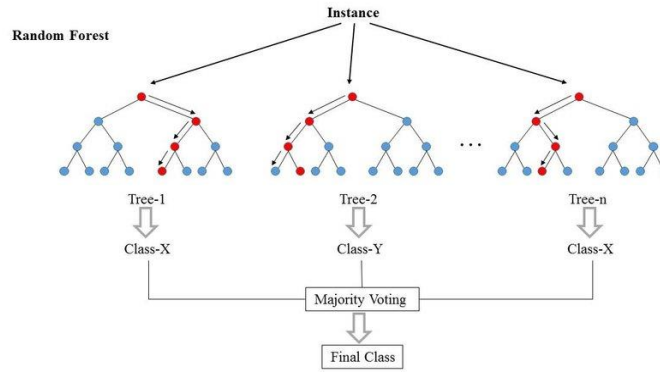 Instance
Random Forest
...
Tree-1 Tree-2 Tree-n
Class-X Class-Y Class-X
Majority Voting
Final Class